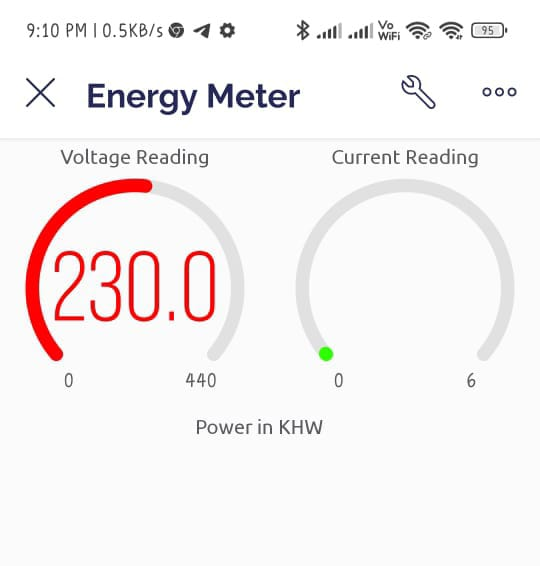 9:10 PM | 0.5KB/s Vo WiFi 95
Energy Meter
Voltage Reading Current Reading
230.0
0 440 0 6
Power in KHW